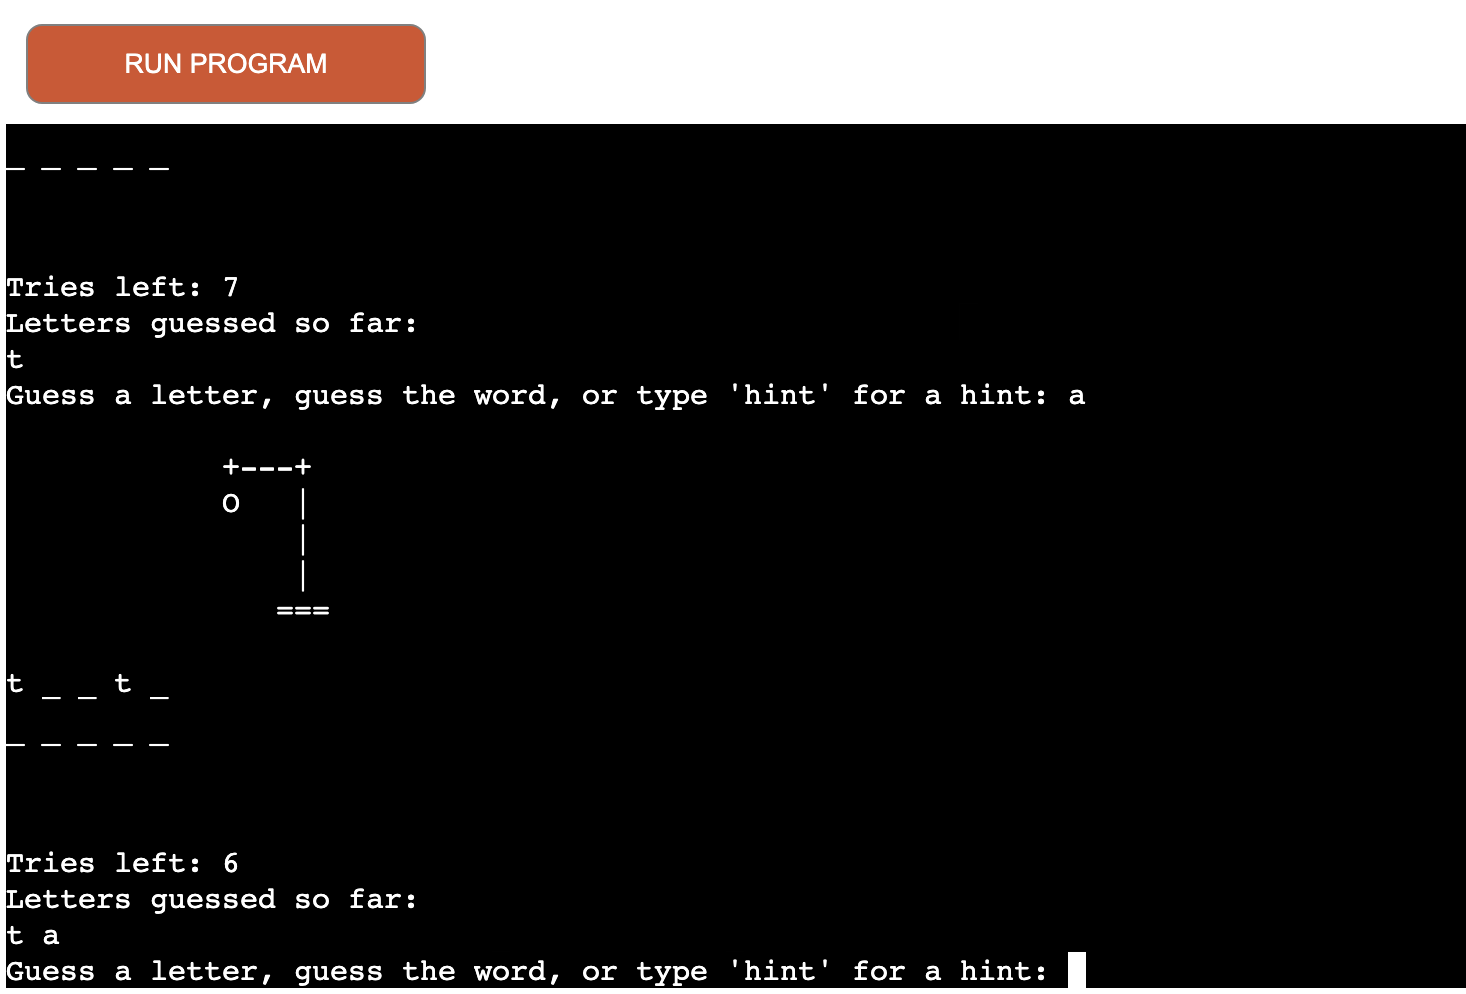 RUN PROGRAM
_ _ _ _ _
Tries left: 7
Letters guessed so far:
t
Guess a letter, guess the word, or type 'hint' for a hint: a
            +---+
            o   |
                |
                |
               ===
t _ _ t _
_ _ _ _ _
Tries left: 6
Letters guessed so far:
t a
Guess a letter, guess the word, or type 'hint' for a hint: